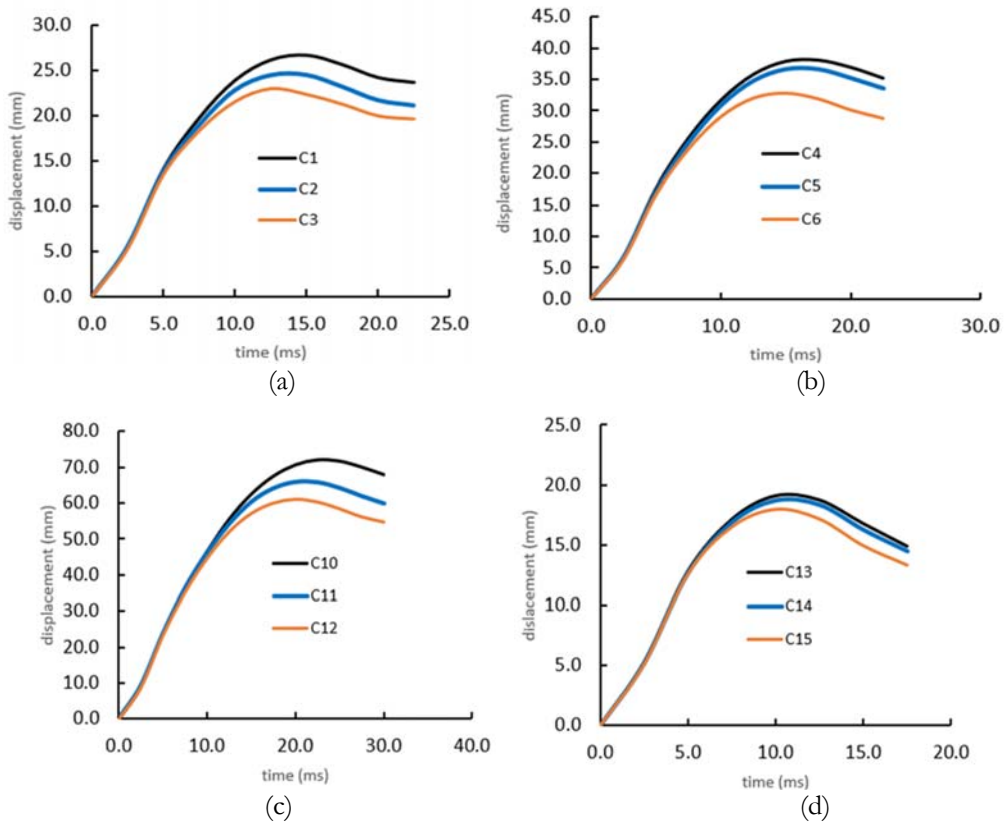 30.0
25.0
20.0
15.0
10.0
5.0
0.0
displacement (mm)
C1
C2
C3
0.0 5.0 10.0 15.0 20.0 25.0
time (ms)
(a)
45.0
40.0
35.0
30.0
25.0
20.0
15.0
10.0
5.0
0.0
displacement (mm)
C4
C5
C6
0.0 10.0 20.0 30.0
time (ms)
(b)
80.0
70.0
60.0
50.0
40.0
30.0
20.0
10.0
0.0
displacement (mm)
C10
C11
C12
0.0 10.0 20.0 30.0 40.0
time (ms)
(c)
25.0
20.0
15.0
10.0
5.0
0.0
dislacement (mm)
C13
C14
C15
0.0 5.0 10.0 15.0 20.0
time (ms)
(d)